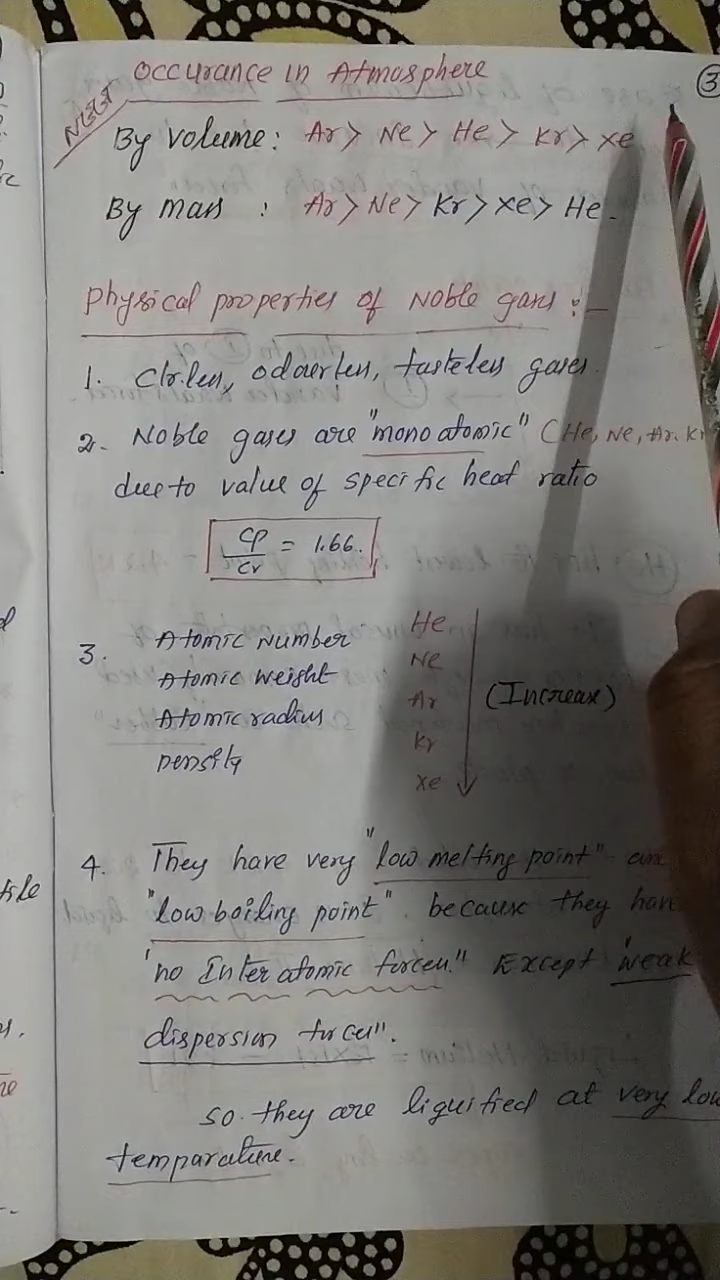 Occurance in Atmosphere
3
NEET
By volume: Ar > Ne > He > Kr > Xe
By mass : Ar > Ne > Kr > Xe > He.
Physical properties of Noble gases :-
1. Clr.less, odourless, tasteless gases
2. Noble gases are "mono atomic" (He, Ne, Ar, Kr
due to value of specific heat ratio
Cp/Cv = 1.66.
3. Atomic Number
Atomic weight
Atomic radius
Density
He
Ne
Ar
Kr
Xe
(Increase)
4. They have very "low melting point"
"low boiling point". because they have
'no Interatomic forces." Except "weak
dispersion forces".
so. they are liquified at very low
temparature.